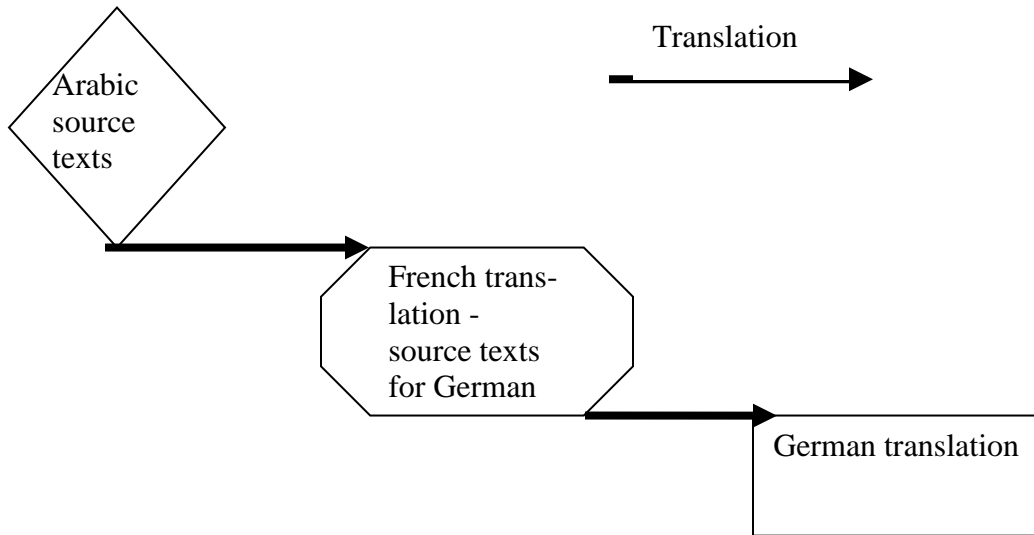 Translation
Arabic
source
texts
French trans-
lation -
source texts
for German
German translation